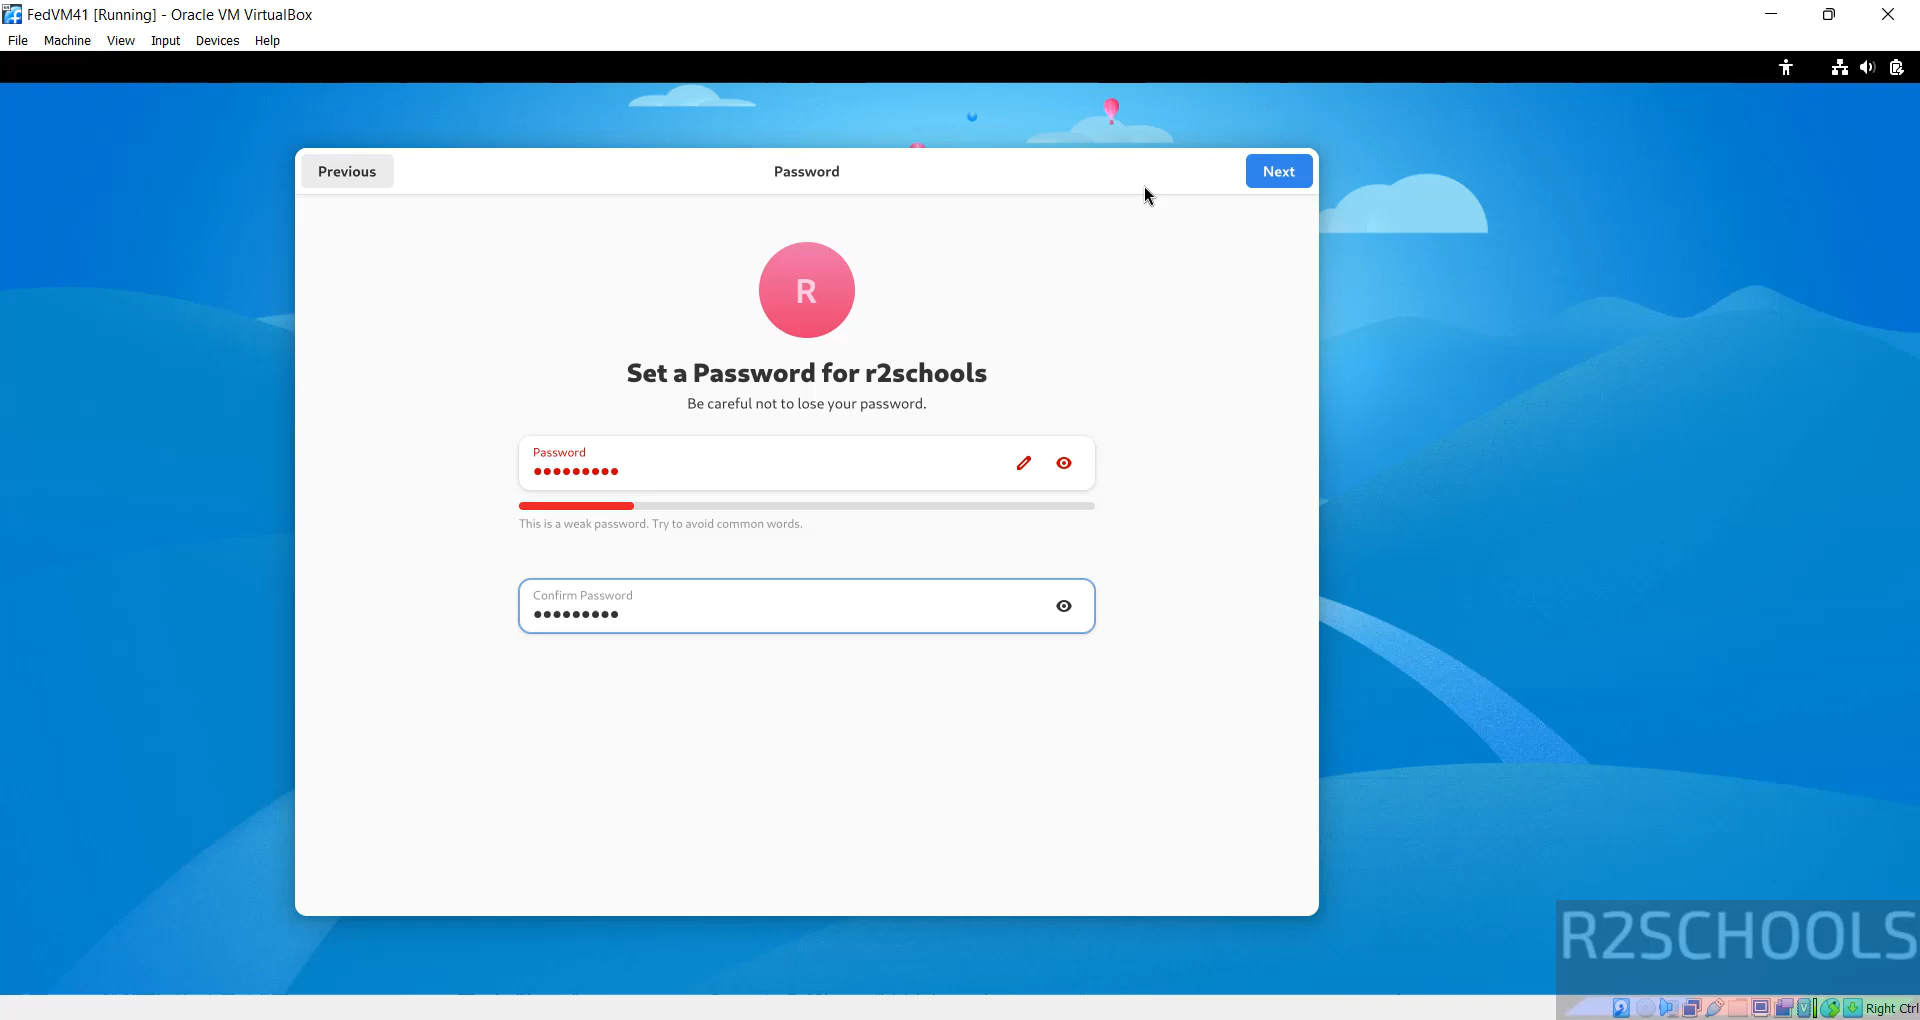 FedVM41 [Running] - Oracle VM VirtualBox
File Machine View Input Devices Help
Previous
Password
Next
R
Set a Password for r2schools
Be careful not to lose your password.
Password
●●●●●●●●●
This is a weak password. Try to avoid common words.
Confirm Password
●●●●●●●●●
R2SCHOOLS
Right Ctrl